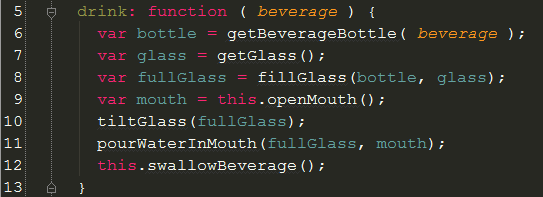 5 drink: function ( beverage ) {
6 var bottle = getBeverageBottle( beverage );
7 var glass = getGlass();
8 var fullGlass = fillGlass(bottle, glass);
9 var mouth = this.openMouth();
10 tiltGlass(fullGlass);
11 pourWaterInMouth(fullGlass, mouth);
12 this.swallowBeverage();
13 }